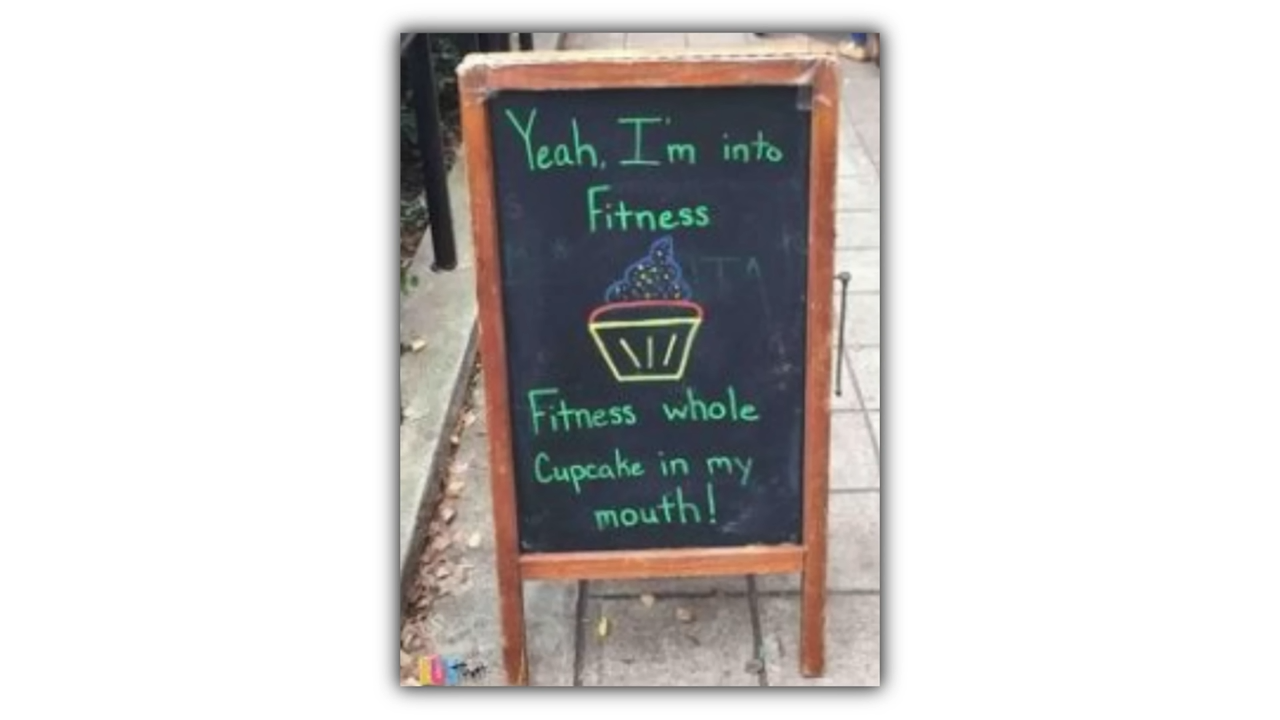 Yeah, I'm into
Fitness
Fitness whole
Cupcake in my
mouth!